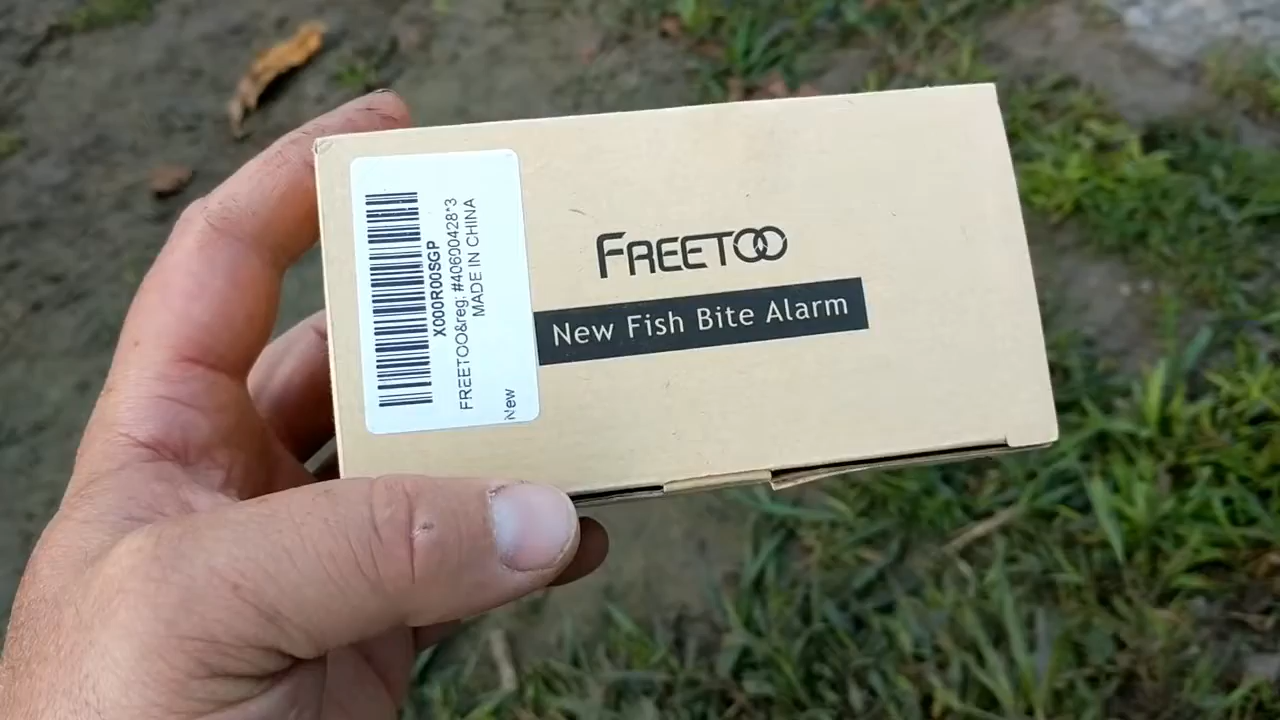 X000R00SGP
FREETOO&reg; #40600428*3
MADE IN CHINA
New
FREETOO
New Fish Bite Alarm